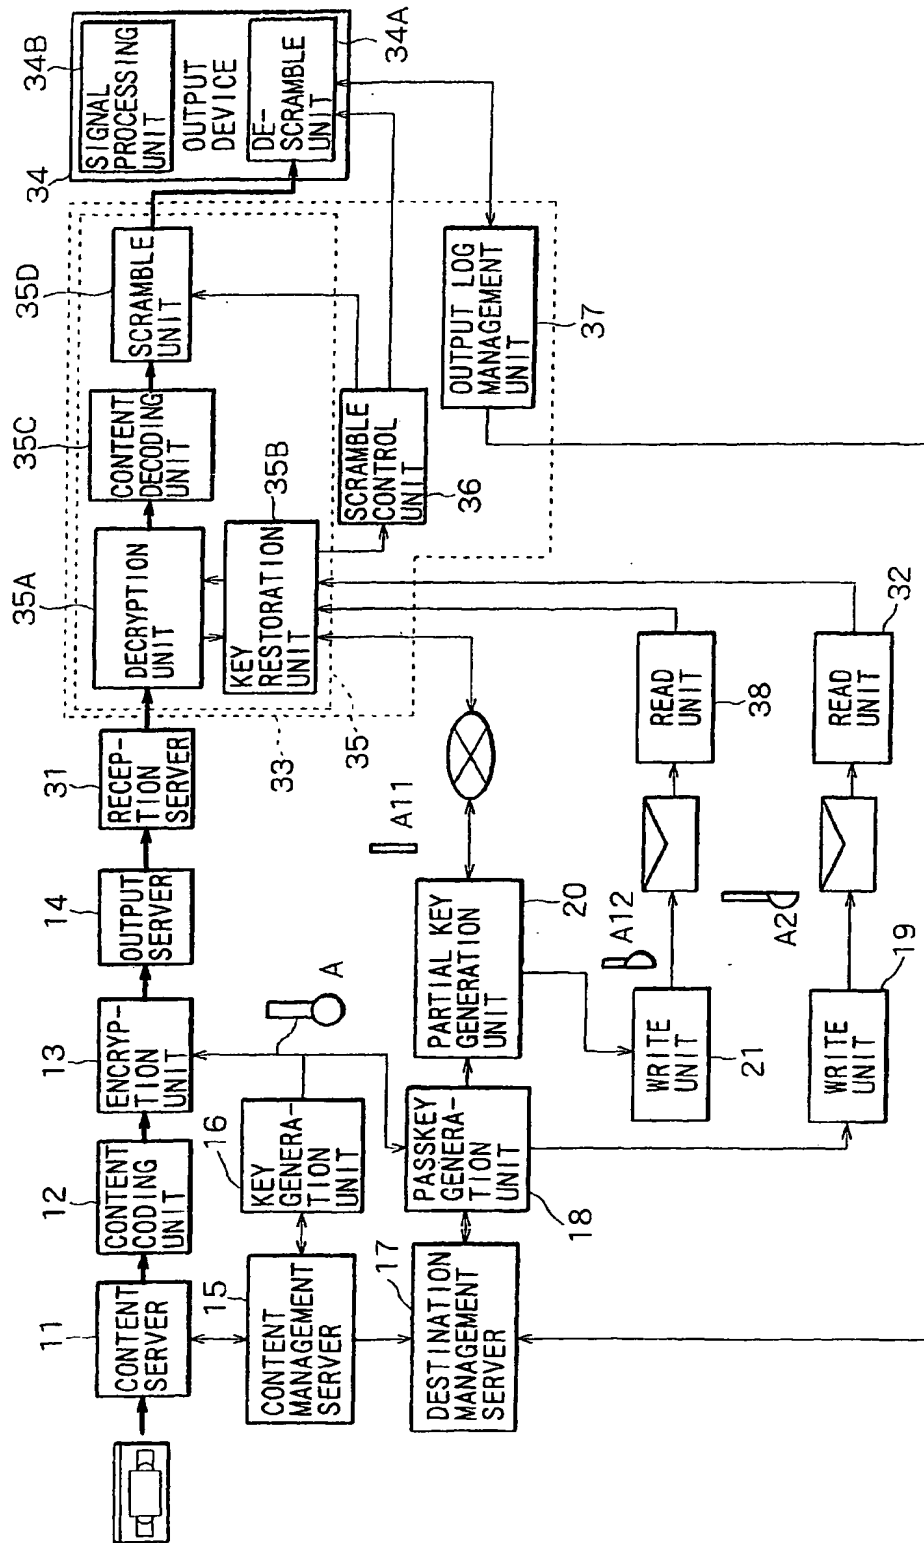 11
CONTENT
SERVER
12
CONTENT
CODING
UNIT
13
ENCRYP-
TION
UNIT
14
OUTPUT
SERVER
31
RECEP-
TION
SERVER
35A
DECRYPTION
UNIT
35C
CONTENT
DECODING
UNIT
35D
SCRAMBLE
UNIT
34
34B
SIGNAL
PROCESSING
UNIT
OUTPUT
DEVICE
DE-
SCRAMBLE
UNIT
34A
15
CONTENT
MANAGEMENT
SERVER
16
KEY
GENERA-
TION
UNIT
A
33
35
KEY
RESTORATION
UNIT
35B
SCRAMBLE
CONTROL
UNIT
36
OUTPUT LOG
MANAGEMENT
UNIT
37
17
DESTINATION
MANAGEMENT
SERVER
PASSKEY
GENERA-
TION
UNIT
18
PARTIAL KEY
GENERATION
UNIT
20
A11
WRITE
UNIT
21
A12
READ
UNIT
38
WRITE
UNIT
19
A2
READ
UNIT
32